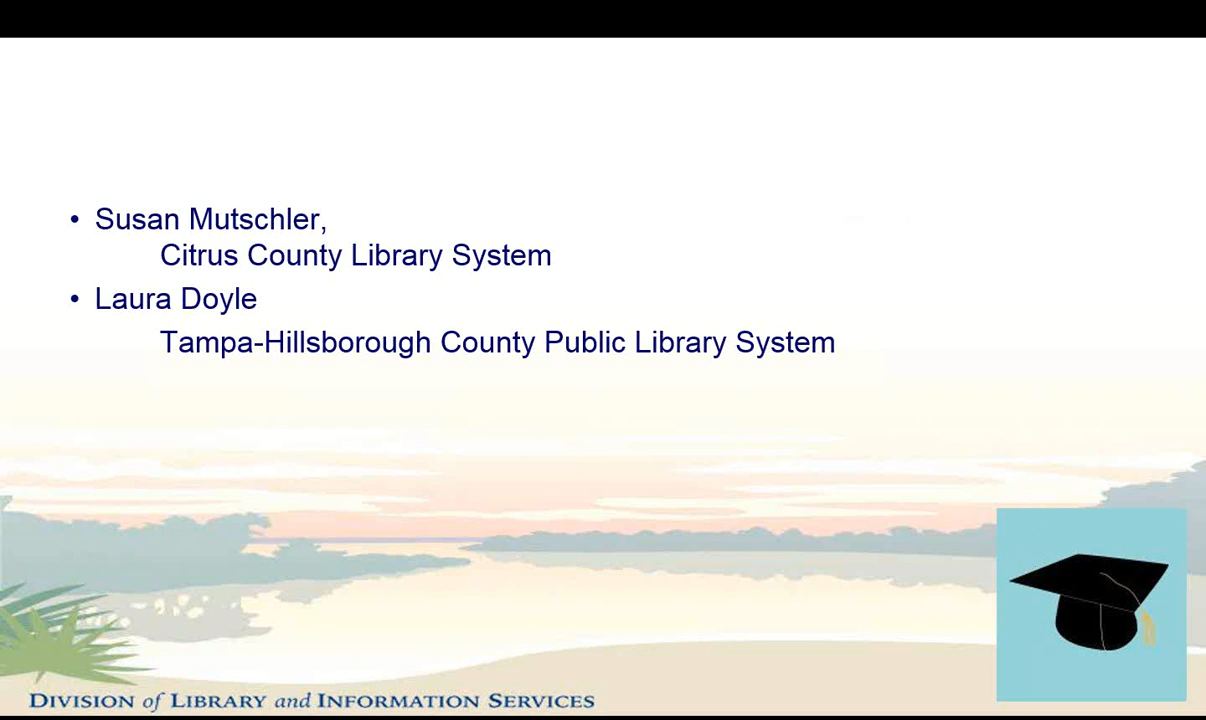 • Susan Mutschler,
Citrus County Library System
• Laura Doyle
Tampa-Hillsborough County Public Library System
DIVISION of LIBRARY and INFORMATION SERVICES